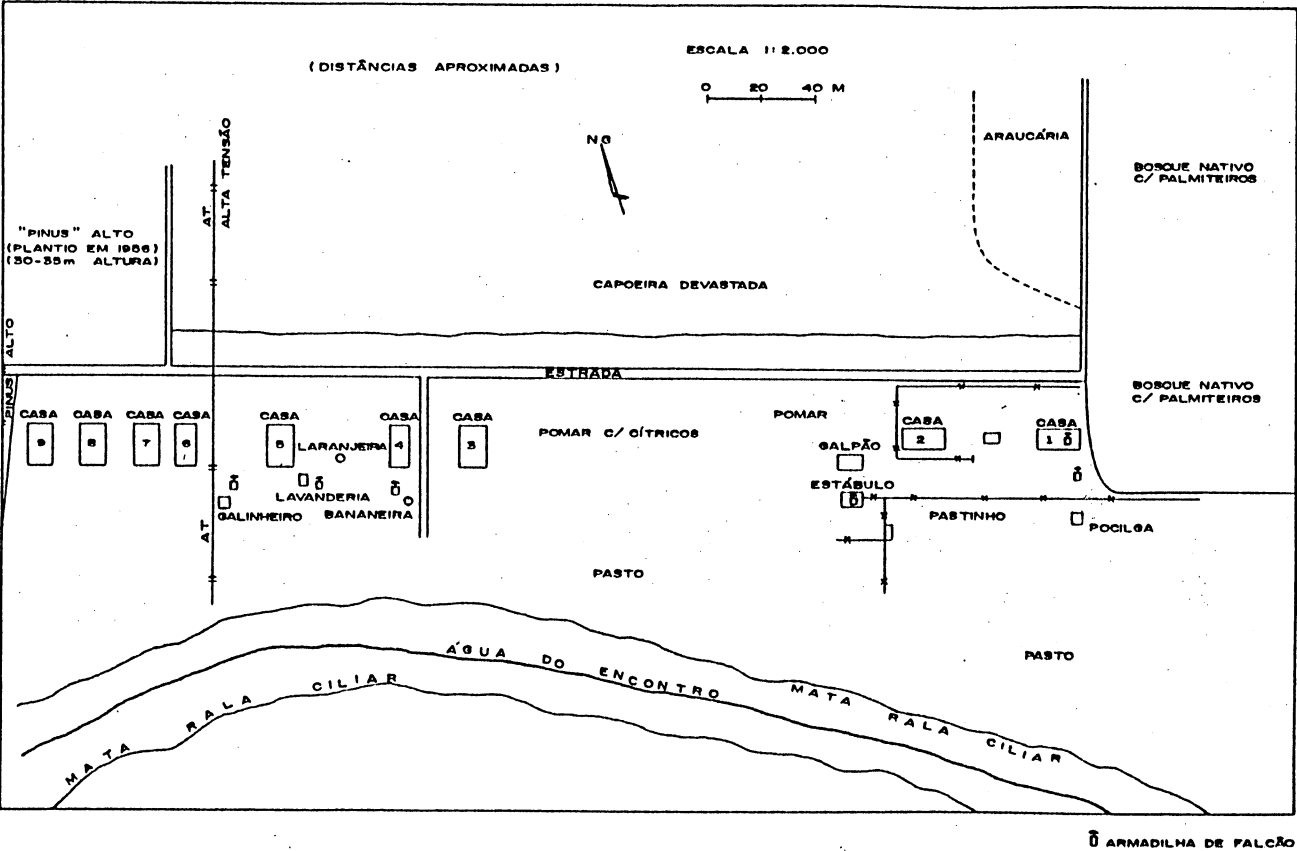 ESCALA 1:2.000
(DISTÂNCIAS APROXIMADAS)
0 20 40 M
NG
ARAUCÁRIA
BOSQUE NATIVO
C/ PALMITEIROS
AT
ALTA TENSÃO
"PINUS" ALTO
(PLANTIO EM 1966)
(30-35m ALTURA)
CAPOEIRA DEVASTADA
"PINUS" ALTO
ESTRADA
BOSQUE NATIVO
C/ PALMITEIROS
CASA
9
CASA
8
CASA
7
CASA
6
CASA
5
LARANJEIRA
CASA
4
CASA
3
POMAR C/ CÍTRICOS
POMAR
CASA
2
CASA
1
GALPÃO
ESTÁBULO
LAVANDERIA
GALINHEIRO
BANANEIRA
AT
PASTINHO
POCILGA
PASTO
PASTO
ÁGUA DO ENCONTRO
MATA RALA CILIAR
MATA RALA CILIAR
ARMADILHA DE FALCÃO